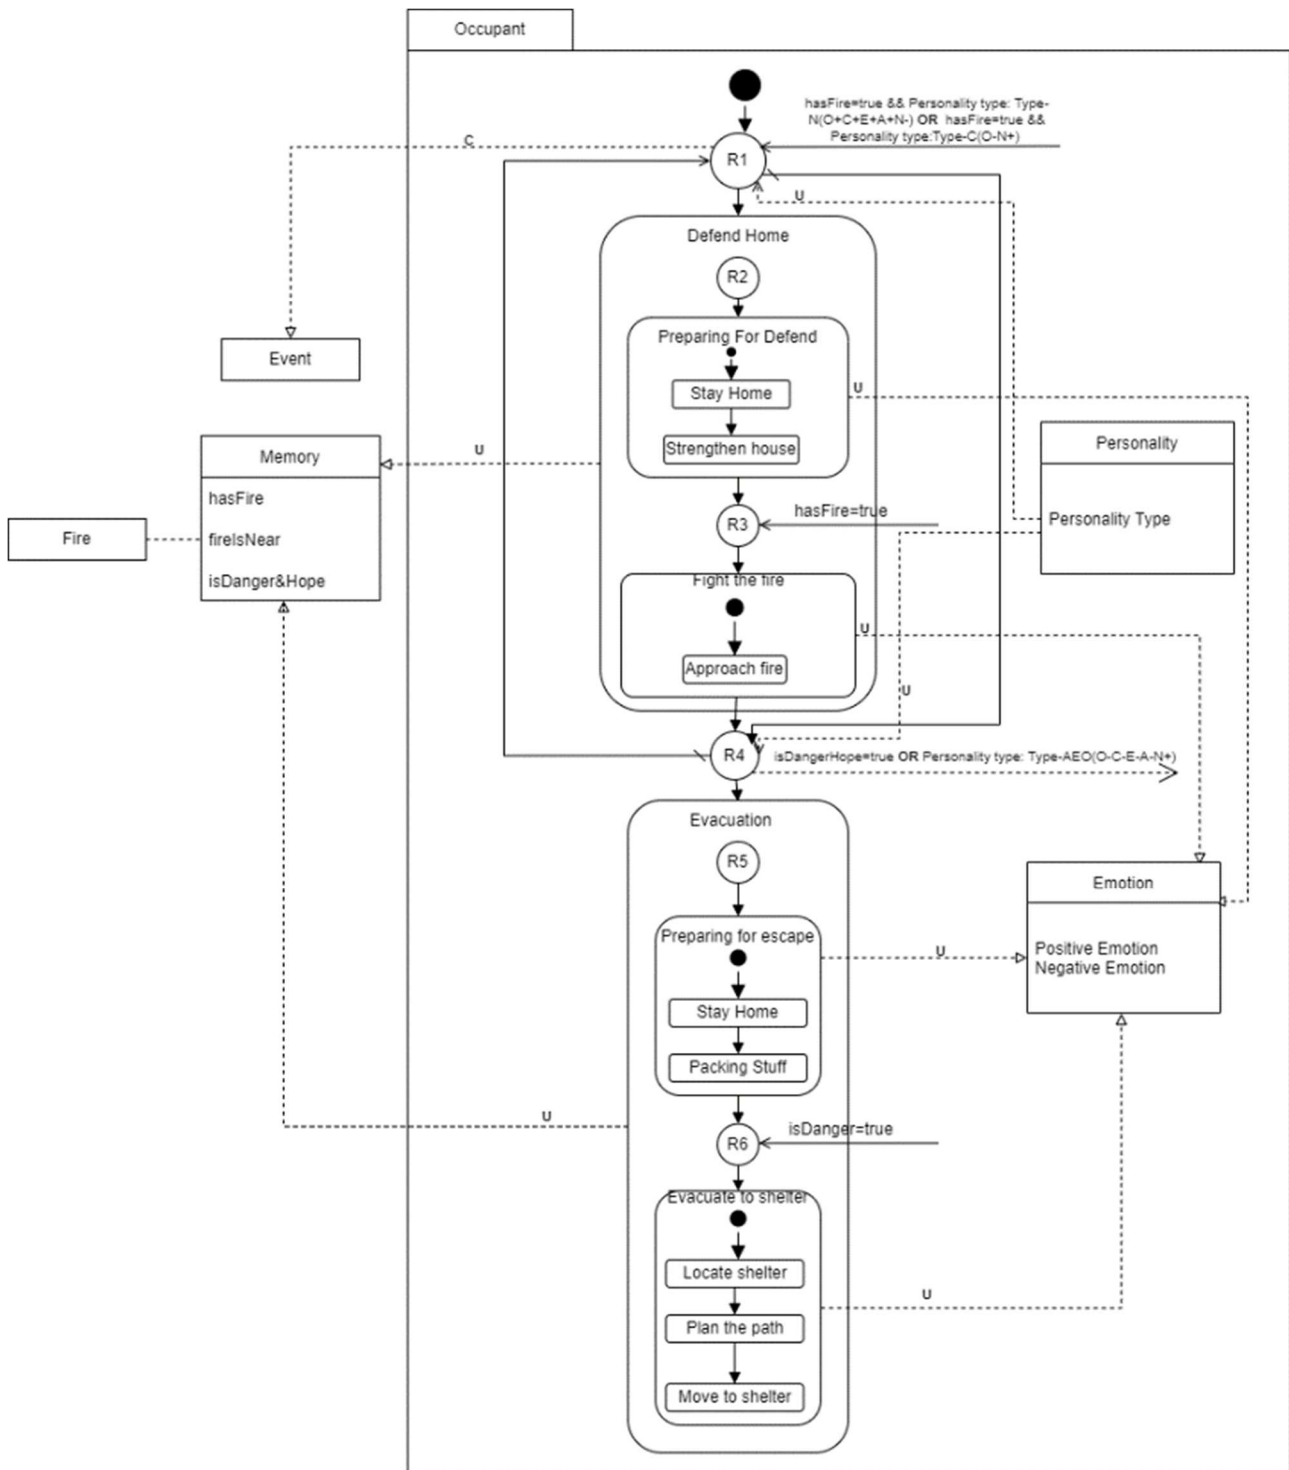 Occupant
hasFire=true && Personality type: Type-
N(O+C+E+A+N-) OR hasFire=true &&
Personality type:Type-C(O-N+)
C
R1
U
Defend Home
R2
Event
Preparing For Defend
Stay Home
U
Strengthen house
Personality
Personality Type
Memory
hasFire
fireIsNear
isDanger&Hope
U
Fire
R3
hasFire=true
Fight the fire
U
Approach fire
U
R4
isDangerHope=true OR Personality type: Type-AEO(O-C-E-A-N+)
Evacuation
R5
Emotion
Positive Emotion
Negative Emotion
Preparing for escape
U
Stay Home
Packing Stuff
U
R6
isDanger=true
Evacuate to shelter
Locate shelter
U
Plan the path
Move to shelter